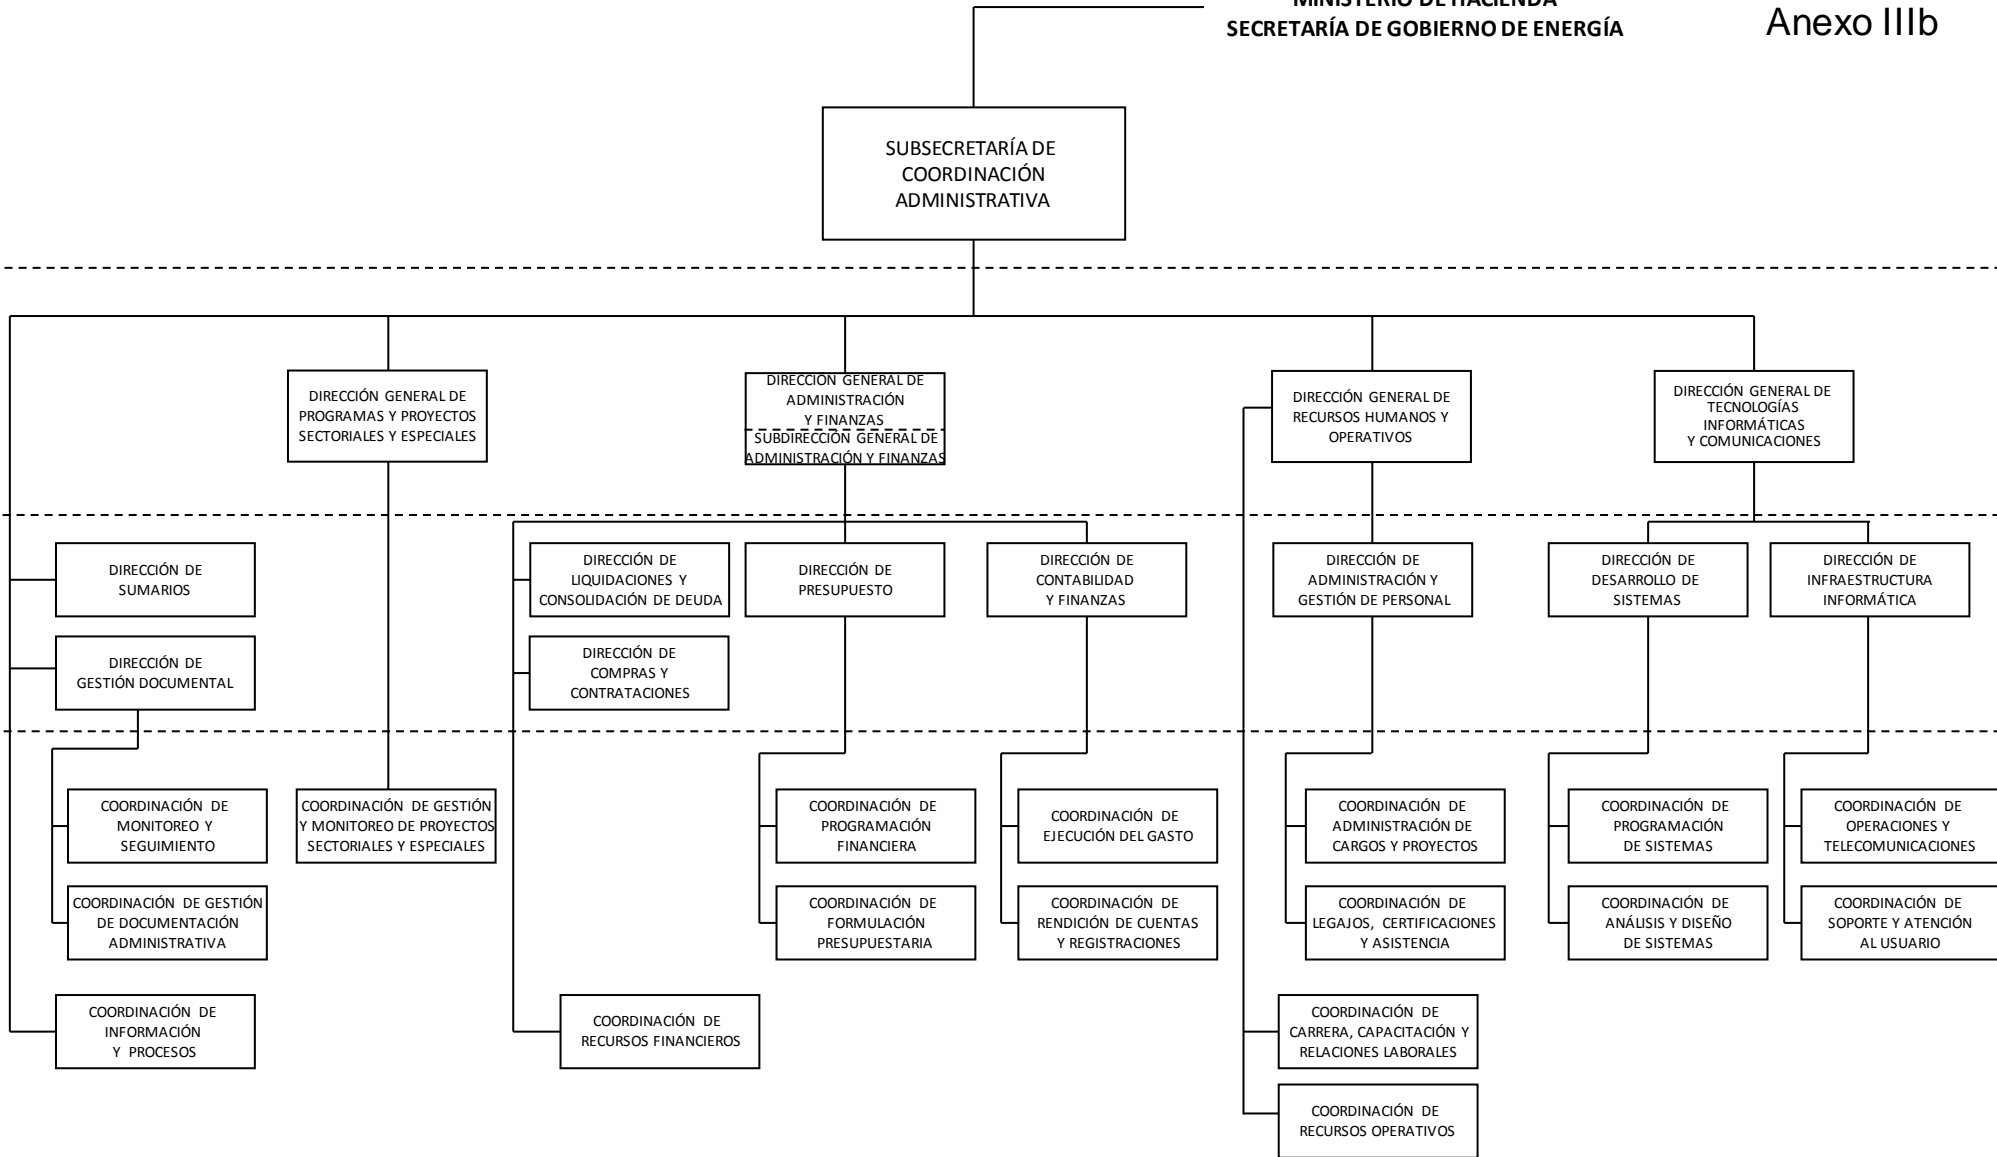 MINISTERIO DE HACIENDA
SECRETARÍA DE GOBIERNO DE ENERGÍA
Anexo IIIb
SUBSECRETARÍA DE
COORDINACIÓN
ADMINISTRATIVA
DIRECCIÓN GENERAL DE
PROGRAMAS Y PROYECTOS
SECTORIALES Y ESPECIALES
DIRECCIÓN GENERAL DE
ADMINISTRACIÓN
Y FINANZAS
SUBDIRECCIÓN GENERAL DE
ADMINISTRACIÓN Y FINANZAS
DIRECCIÓN GENERAL DE
RECURSOS HUMANOS Y
OPERATIVOS
DIRECCIÓN GENERAL DE
TECNOLOGÍAS
INFORMÁTICAS
Y COMUNICACIONES
DIRECCIÓN DE
SUMARIOS
DIRECCIÓN DE
LIQUIDACIONES Y
CONSOLIDACIÓN DE DEUDA
DIRECCIÓN DE
PRESUPUESTO
DIRECCIÓN DE
CONTABILIDAD
Y FINANZAS
DIRECCIÓN DE
ADMINISTRACIÓN Y
GESTIÓN DE PERSONAL
DIRECCIÓN DE
DESARROLLO DE
SISTEMAS
DIRECCIÓN DE
INFRAESTRUCTURA
INFORMÁTICA
DIRECCIÓN DE
GESTIÓN DOCUMENTAL
DIRECCIÓN DE
COMPRAS Y
CONTRATACIONES
COORDINACIÓN DE
MONITOREO Y
SEGUIMIENTO
COORDINACIÓN DE GESTIÓN
Y MONITOREO DE PROYECTOS
SECTORIALES Y ESPECIALES
COORDINACIÓN DE
PROGRAMACIÓN
FINANCIERA
COORDINACIÓN DE
EJECUCIÓN DEL GASTO
COORDINACIÓN DE
ADMINISTRACIÓN DE
CARGOS Y PROYECTOS
COORDINACIÓN DE
PROGRAMACIÓN
DE SISTEMAS
COORDINACIÓN DE
OPERACIONES Y
TELECOMUNICACIONES
COORDINACIÓN DE GESTIÓN
DE DOCUMENTACIÓN
ADMINISTRATIVA
COORDINACIÓN DE
FORMULACIÓN
PRESUPUESTARIA
COORDINACIÓN DE
RENDICIÓN DE CUENTAS
Y REGISTRACIONES
COORDINACIÓN DE
LEGAJOS, CERTIFICACIONES
Y ASISTENCIA
COORDINACIÓN DE
ANÁLISIS Y DISEÑO
DE SISTEMAS
COORDINACIÓN DE
SOPORTE Y ATENCIÓN
AL USUARIO
COORDINACIÓN DE
INFORMACIÓN
Y PROCESOS
COORDINACIÓN DE
RECURSOS FINANCIEROS
COORDINACIÓN DE
CARRERA, CAPACITACIÓN Y
RELACIONES LABORALES
COORDINACIÓN DE
RECURSOS OPERATIVOS